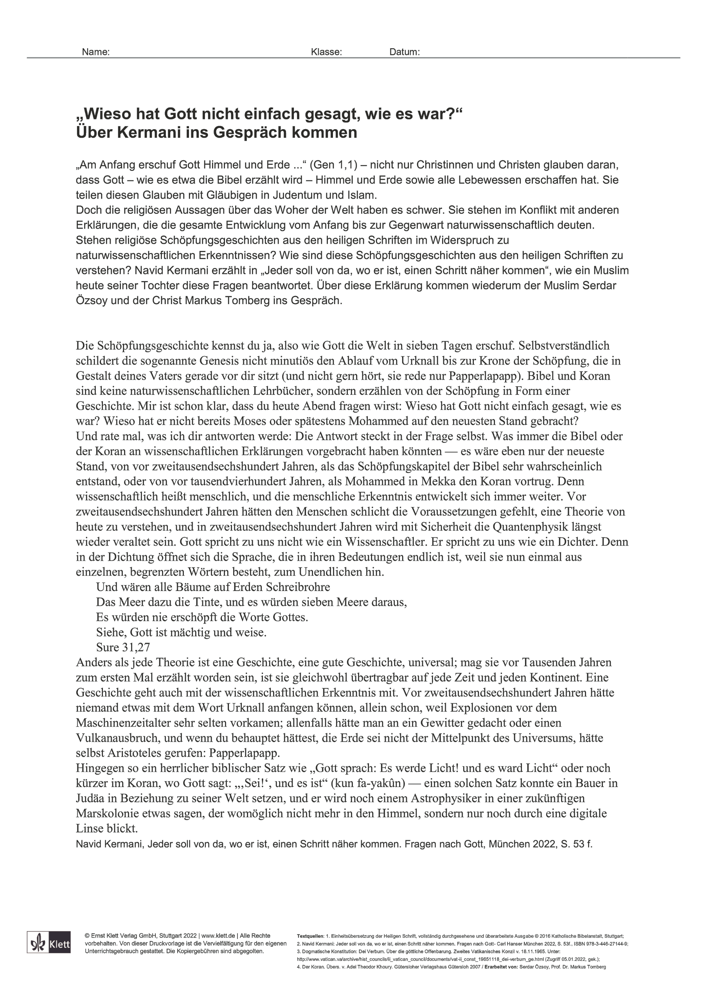 Name: Klasse: Datum:
„Wieso hat Gott nicht einfach gesagt, wie es war?“
Über Kermani ins Gespräch kommen
„Am Anfang erschuf Gott Himmel und Erde ...“ (Gen 1,1) – nicht nur Christinnen und Christen glauben daran,
dass Gott – wie es etwa die Bibel erzählt wird – Himmel und Erde sowie alle Lebewessen erschaffen hat. Sie
teilen diesen Glauben mit Gläubigen in Judentum und Islam.
Doch die religiösen Aussagen über das Woher der Welt haben es schwer. Sie stehen im Konflikt mit anderen
Erklärungen, die die gesamte Entwicklung vom Anfang bis zur Gegenwart naturwissenschaftlich deuten.
Stehen religiöse Schöpfungsgeschichten aus den heiligen Schriften im Widerspruch zu
naturwissenschaftlichen Erkenntnissen? Wie sind diese Schöpfungsgeschichten aus den heiligen Schriften zu
verstehen? Navid Kermani erzählt in „Jeder soll von da, wo er ist, einen Schritt näher kommen“, wie ein Muslim
heute seiner Tochter diese Fragen beantwortet. Über diese Erklärung kommen wiederum der Muslim Serdar
Özsoy und der Christ Markus Tomberg ins Gespräch.
Die Schöpfungsgeschichte kennst du ja, also wie Gott die Welt in sieben Tagen erschuf. Selbstverständlich
schildert die sogenannte Genesis nicht minutiös den Ablauf vom Urknall bis zur Krone der Schöpfung, die in
Gestalt deines Vaters gerade vor dir sitzt (und nicht gern hört, sie rede nur Papperlapapp). Bibel und Koran
sind keine naturwissenschaftlichen Lehrbücher, sondern erzählen von der Schöpfung in Form einer
Geschichte. Mir ist schon klar, dass du heute Abend fragen wirst: Wieso hat Gott nicht einfach gesagt, wie es
war? Wieso hat er nicht bereits Moses oder spätestens Mohammed auf den neuesten Stand gebracht?
Und rate mal, was ich dir antworten werde: Die Antwort steckt in der Frage selbst. Was immer die Bibel oder
der Koran an wissenschaftlichen Erklärungen vorgebracht haben könnten — es wäre eben nur der neueste
Stand, von vor zweitausendsechshundert Jahren, als das Schöpfungskapitel der Bibel sehr wahrscheinlich
entstand, oder von vor tausendvierhundert Jahren, als Mohammed in Mekka den Koran vortrug. Denn
wissenschaftlich heißt menschlich, und die menschliche Erkenntnis entwickelt sich immer weiter. Vor
zweitausendsechshundert Jahren hätten den Menschen schlicht die Voraussetzungen gefehlt, eine Theorie von
heute zu verstehen, und in zweitausendsechshundert Jahren wird mit Sicherheit die Quantenphysik längst
wieder veraltet sein. Gott spricht zu uns nicht wie ein Wissenschaftler. Er spricht zu uns wie ein Dichter. Denn
in der Dichtung öffnet sich die Sprache, die in ihren Bedeutungen endlich ist, weil sie nun einmal aus
einzelnen, begrenzten Wörtern besteht, zum Unendlichen hin.
Und wären alle Bäume auf Erden Schreibrohre
Das Meer dazu die Tinte, und es würden sieben Meere daraus,
Es würden nie erschöpft die Worte Gottes.
Siehe, Gott ist mächtig und weise.
Sure 31,27
Anders als jede Theorie ist eine Geschichte, eine gute Geschichte, universal; mag sie vor Tausenden Jahren
zum ersten Mal erzählt worden sein, ist sie gleichwohl übertragbar auf jede Zeit und jeden Kontinent. Eine
Geschichte geht auch mit der wissenschaftlichen Erkenntnis mit. Vor zweitausendsechshundert Jahren hätte
niemand etwas mit dem Wort Urknall anfangen können, allein schon, weil Explosionen vor dem
Maschinenzeitalter sehr selten vorkamen; allenfalls hätte man an ein Gewitter gedacht oder einen
Vulkanausbruch, und wenn du behauptet hättest, die Erde sei nicht der Mittelpunkt des Universums, hätte
selbst Aristoteles gerufen: Papperlapapp.
Hingegen so ein herrlicher biblischer Satz wie „Gott sprach: Es werde Licht! und es ward Licht“ oder noch
kürzer im Koran, wo Gott sagt: „‚Sei!‘, und es ist“ (kun fa-yakûn) — einen solchen Satz konnte ein Bauer in
Judäa in Beziehung zu seiner Welt setzen, und er wird noch einem Astrophysiker in einer zukünftigen
Marskolonie etwas sagen, der womöglich nicht mehr in den Himmel, sondern nur noch durch eine digitale
Linse blickt.
Navid Kermani, Jeder soll von da, wo er ist, einen Schritt näher kommen. Fragen nach Gott, München 2022, S. 53 f.
Klett
© Ernst Klett Verlag GmbH, Stuttgart 2022 | www.klett.de | Alle Rechte
vorbehalten. Von dieser Druckvorlage ist die Vervielfältigung für den eigenen
Unterrichtsgebrauch gestattet. Die Kopiergebühren sind abgegolten.
Textquellen: 1. Einheitsübersetzung der Heiligen Schrift, vollständig durchgesehene und überarbeitete Ausgabe © 2016 Katholische Bibelanstalt, Stuttgart;
2. Navid Kermani: Jeder soll von da, wo er ist, einen Schritt näher kommen. Fragen nach Gott- Carl Hanser München 2022, S. 53f., ISBN 978-3-446-27144-9;
3. Dogmatische Konstitution: Dei Verbum. Über die göttliche Offenbarung. Zweites Vatikanisches Konzil v. 18.11.1965. Unter:
http://www.vatican.va/archive/hist_councils/ii_vatican_council/documents/vat-ii_const_19651118_dei-verbum_ge.html (Zugriff 05.01.2022, gek.);
4. Der Koran. Übers. v. Adel Theodor Khoury. Gütersloher Verlagshaus Gütersloh 2007 / Erarbeitet von: Serdar Özsoy, Prof. Dr. Markus Tomberg